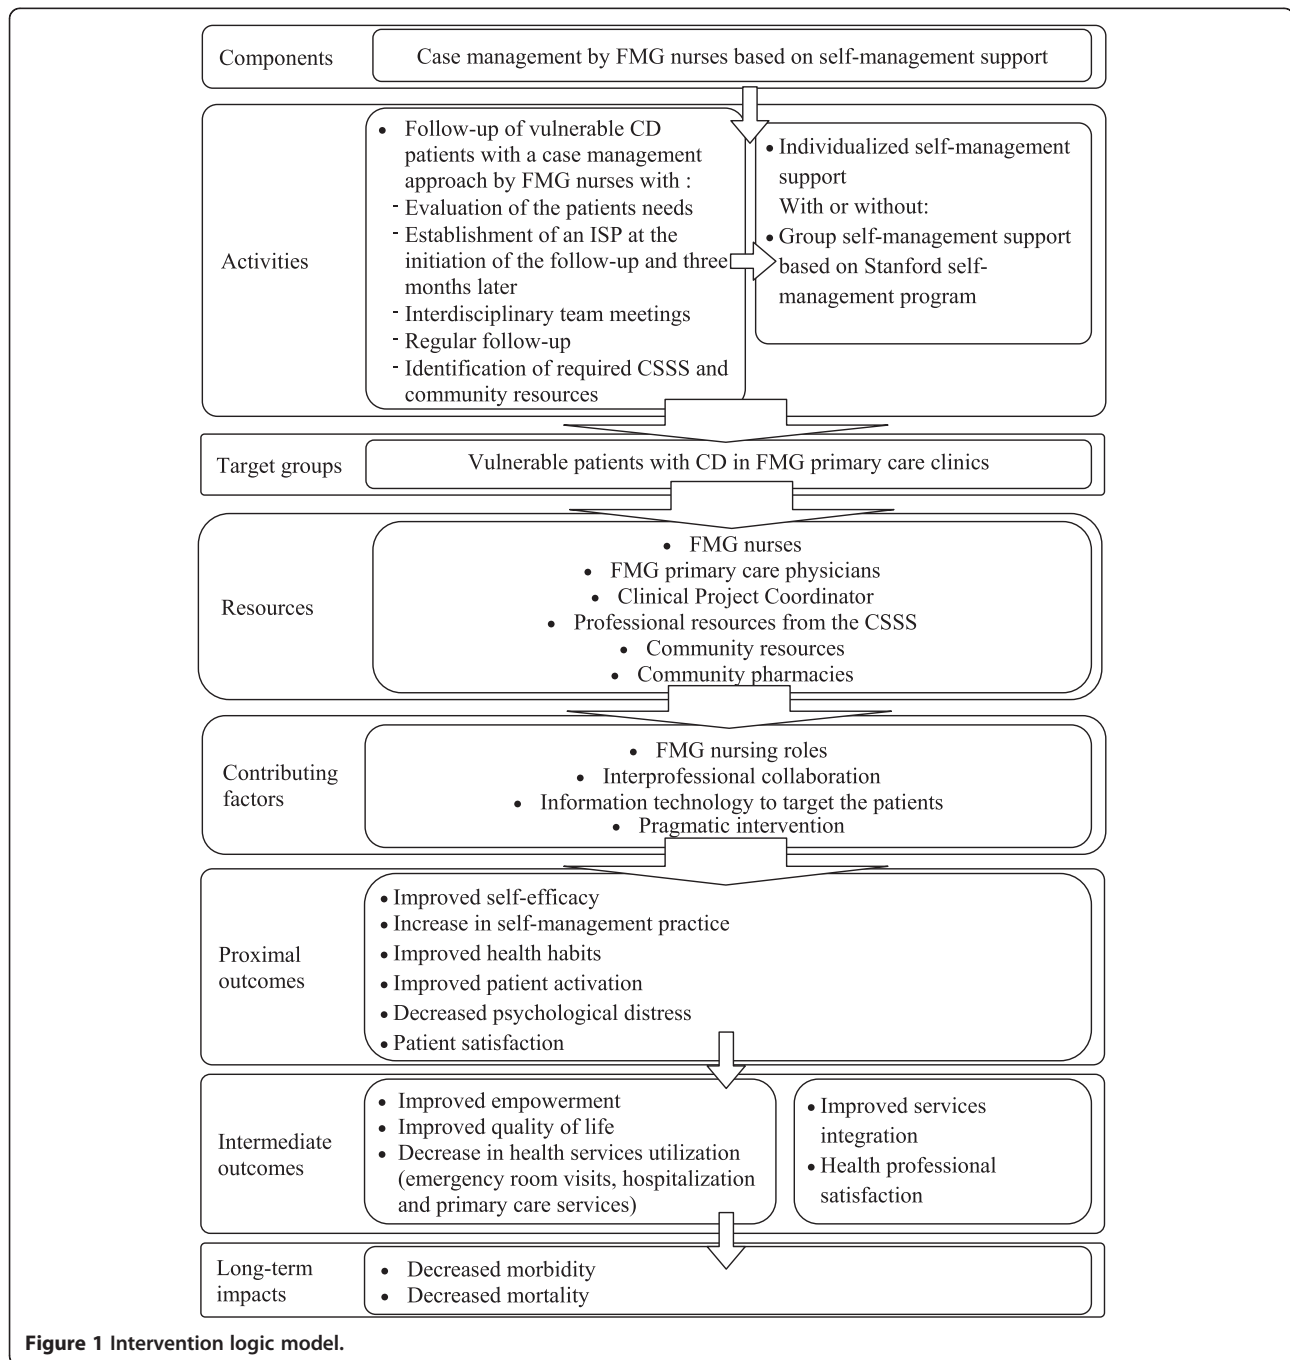 Components
Case management by FMG nurses based on self-management support
Activities
• Follow-up of vulnerable CD
patients with a case management
approach by FMG nurses with :
- Evaluation of the patients needs
- Establishment of an ISP at the
initiation of the follow-up and three
months later
- Interdisciplinary team meetings
- Regular follow-up
- Identification of required CSSS and
community resources
• Individualized self-management
support
With or without:
• Group self-management support
based on Stanford self-
management program
Target groups
Vulnerable patients with CD in FMG primary care clinics
Resources
• FMG nurses
• FMG primary care physicians
• Clinical Project Coordinator
• Professional resources from the CSSS
• Community resources
• Community pharmacies
Contributing
factors
• FMG nursing roles
• Interprofessional collaboration
• Information technology to target the patients
• Pragmatic intervention
Proximal
outcomes
• Improved self-efficacy
• Increase in self-management practice
• Improved health habits
• Improved patient activation
• Decreased psychological distress
• Patient satisfaction
Intermediate
outcomes
• Improved empowerment
• Improved quality of life
• Decrease in health services utilization
(emergency room visits, hospitalization
and primary care services)
• Improved services
integration
• Health professional
satisfaction
Long-term
impacts
• Decreased morbidity
• Decreased mortality
Figure 1 Intervention logic model.